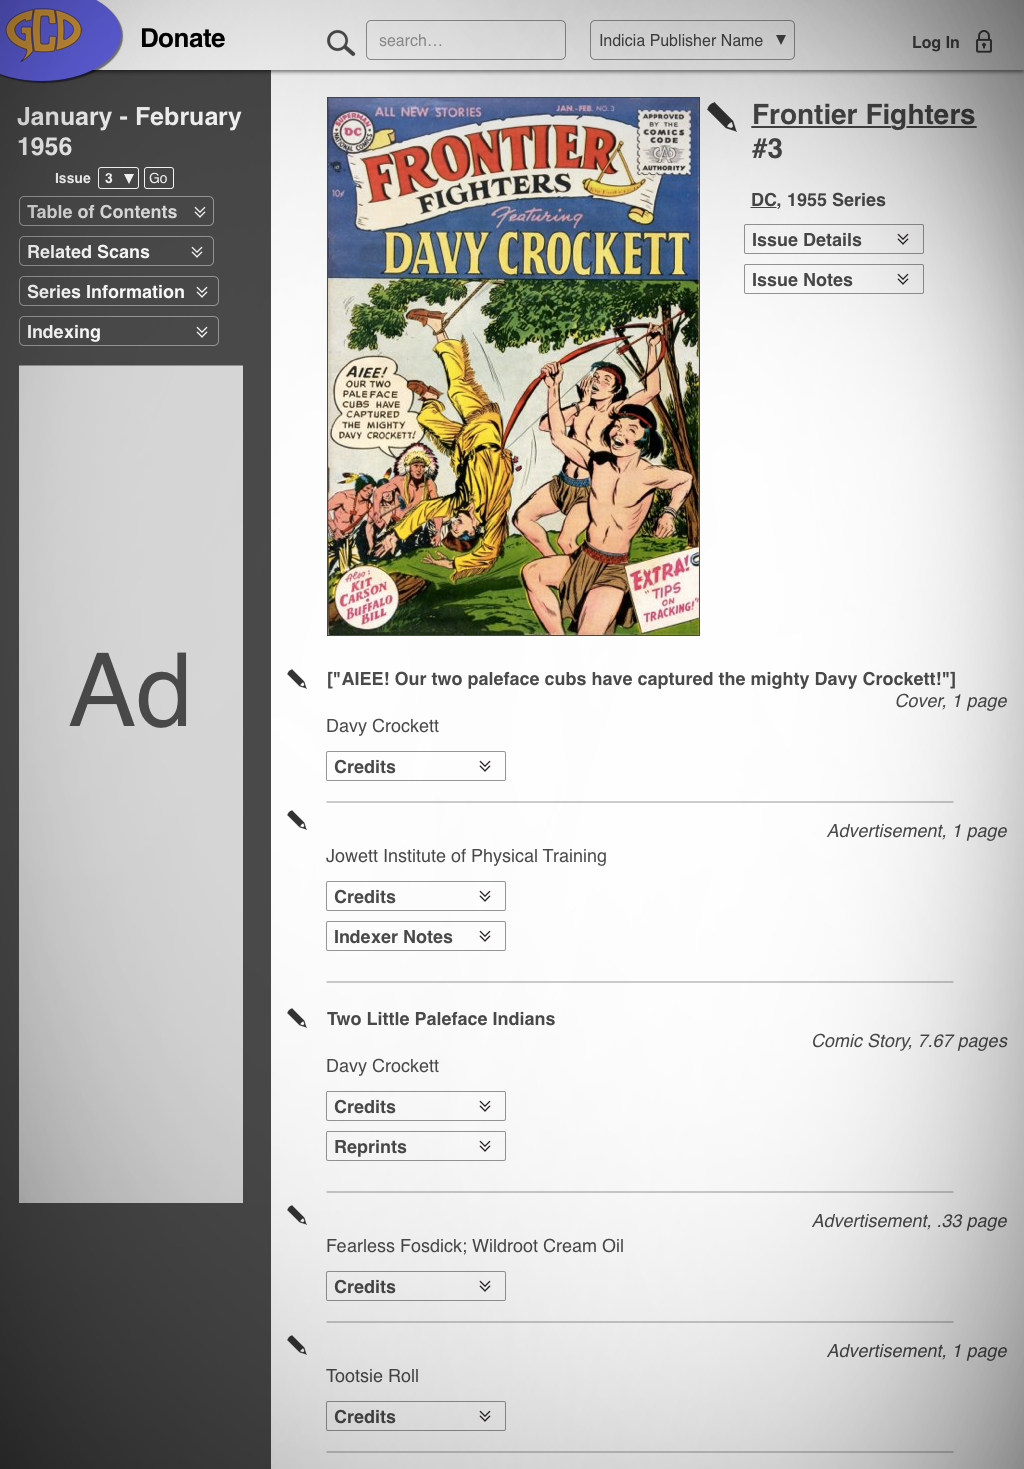 GCD
Donate
search...
Indicia Publisher Name ▼
Log In
January - February
1956
Issue 3 ▼ Go
Table of Contents
Related Scans
Series Information
Indexing
Ad
ALL NEW STORIES
JAN.-FEB. NO. 3
SUPERMAN
DC
NATIONAL COMICS
APPROVED
BY THE
COMICS
CODE
AUTHORITY
10¢
FRONTIER
FIGHTERS
Featuring
DAVY CROCKETT
AIEE!
OUR TWO
PALEFACE
CUBS HAVE
CAPTURED
THE MIGHTY
DAVY CROCKETT!
Also:
KIT
CARSON
BUFFALO
BILL
EXTRA!
"TIPS
ON
TRACKING!"
Frontier Fighters
#3
DC, 1955 Series
Issue Details
Issue Notes
["AIEE! Our two paleface cubs have captured the mighty Davy Crockett!"]
Cover, 1 page
Davy Crockett
Credits
Advertisement, 1 page
Jowett Institute of Physical Training
Credits
Indexer Notes
Two Little Paleface Indians
Comic Story, 7.67 pages
Davy Crockett
Credits
Reprints
Advertisement, .33 page
Fearless Fosdick; Wildroot Cream Oil
Credits
Advertisement, 1 page
Tootsie Roll
Credits